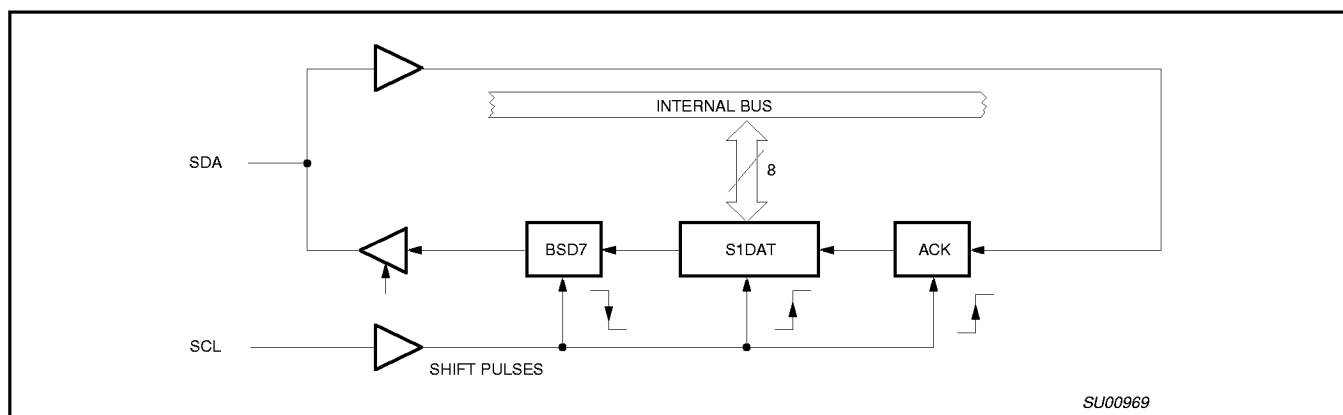 INTERNAL BUS
SDA
8
BSD7
S1DAT
ACK
SCL
SHIFT PULSES
SU00969